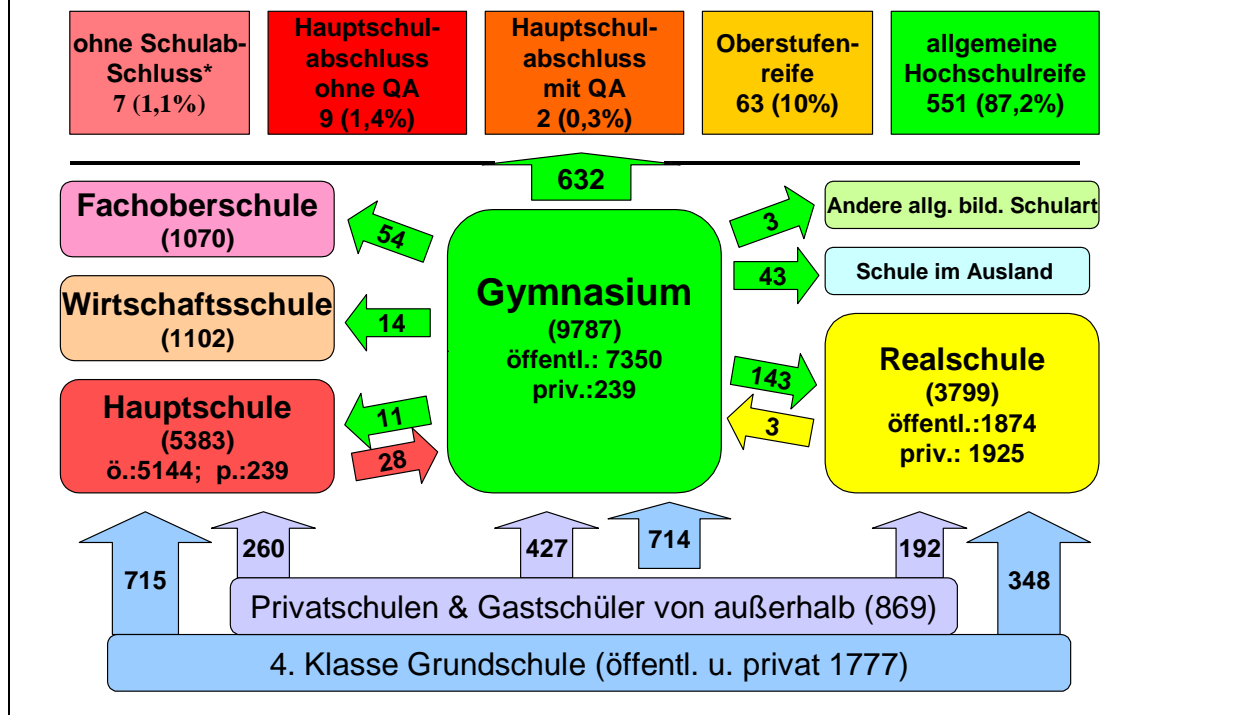 ohne Schulab-
Schluss*
7 (1,1%)
Hauptschul-
abschluss
ohne QA
9 (1,4%)
Hauptschul-
abschluss
mit QA
2 (0,3%)
Oberstufen-
reife
63 (10%)
allgemeine
Hochschulreife
551 (87,2%)
632
Fachoberschule
(1070)
54
Wirtschaftsschule
(1102)
14
Hauptschule
(5383)
ö.:5144; p.:239
11
28
Gymnasium
(9787)
öffentl.: 7350
priv.:239
3
Andere allg. bild. Schulart
43
Schule im Ausland
143
3
Realschule
(3799)
öffentl.:1874
priv.: 1925
715
260
427
714
192
348
Privatschulen & Gastschüler von außerhalb (869)
4. Klasse Grundschule (öffentl. u. privat 1777)